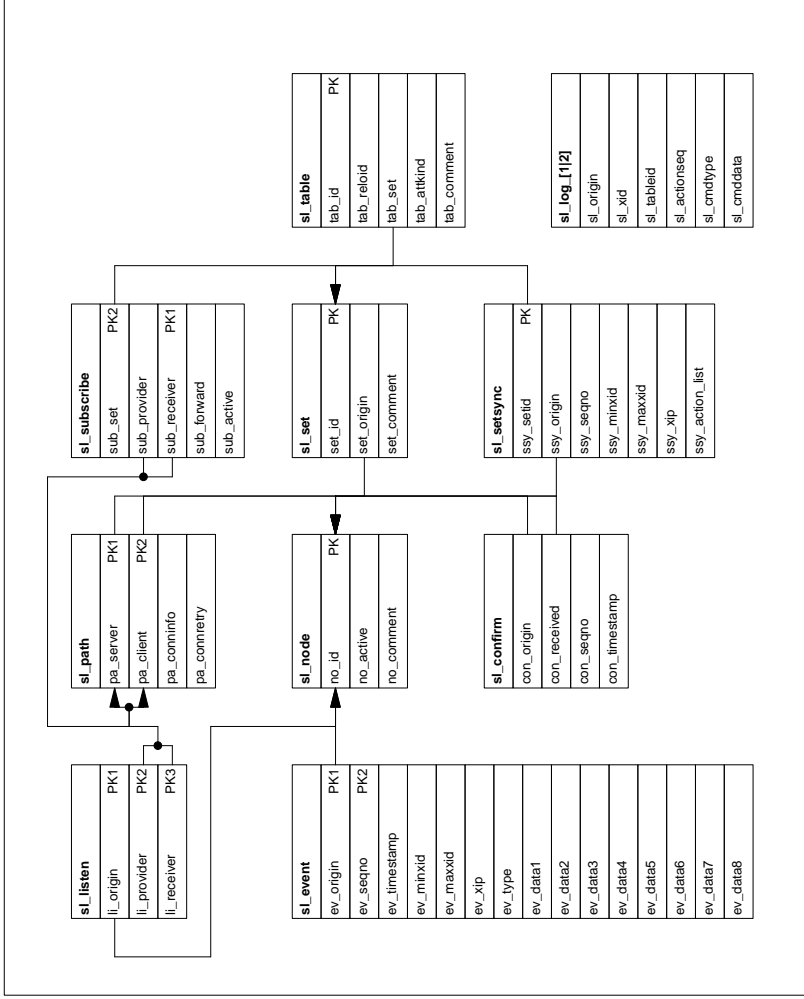 sl_listen
li_origin PK1
li_provider PK2
li_receiver PK3
sl_path
pa_server PK1
pa_client PK2
pa_conninfo
pa_connretry
sl_subscribe
sub_set PK2
sub_provider
sub_receiver PK1
sub_forward
sub_active
sl_table
tab_id PK
tab_reloid
tab_set
tab_attkind
tab_comment
sl_event
ev_origin PK1
ev_seqno PK2
ev_timestamp
ev_minxid
ev_maxxid
ev_xip
ev_type
ev_data1
ev_data2
ev_data3
ev_data4
ev_data5
ev_data6
ev_data7
ev_data8
sl_node
no_id PK
no_active
no_comment
sl_set
set_id PK
set_origin
set_comment
sl_confirm
con_origin
con_received
con_seqno
con_timestamp
sl_setsync
ssy_setid PK
ssy_origin
ssy_seqno
ssy_minxid
ssy_maxxid
ssy_xip
ssy_action_list
sl_log_[1|2]
sl_origin
sl_xid
sl_tableid
sl_actionseq
sl_cmdtype
sl_cmddata